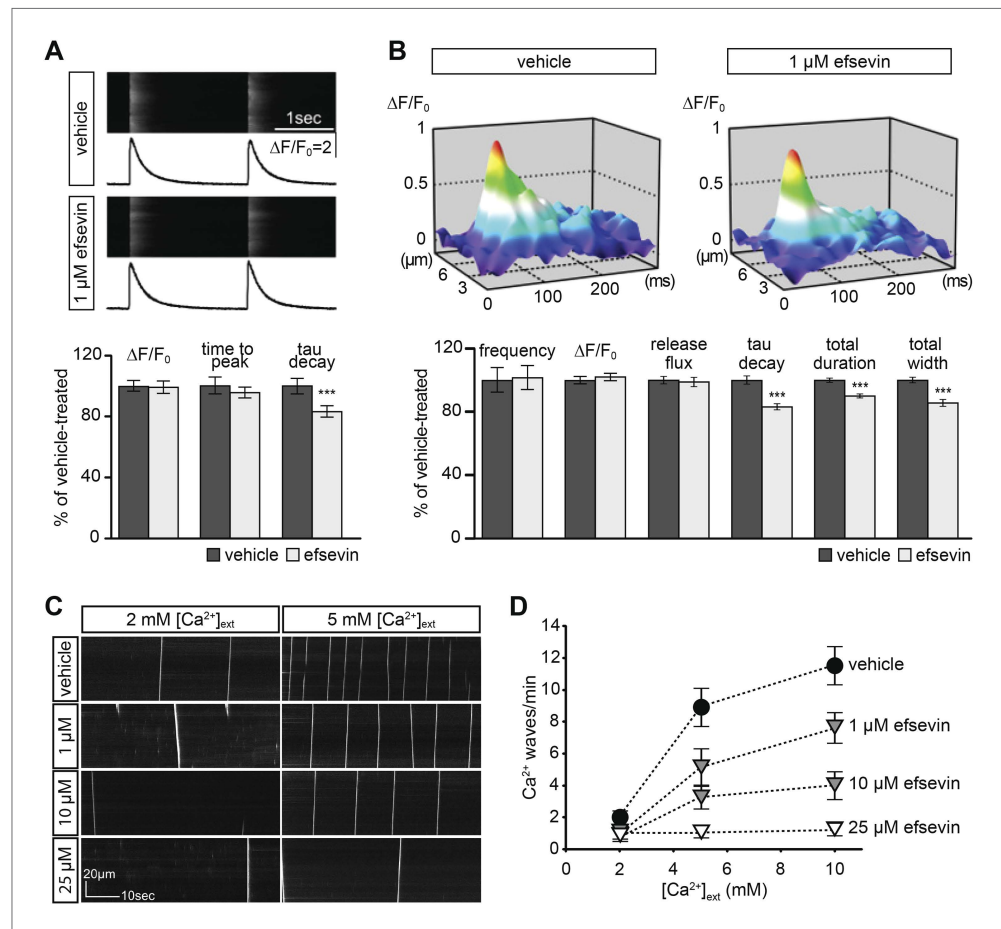 A
vehicle
1sec
ΔF/F₀=2
1 µM efsevin
120
80
40
0
% of vehicle-treated
ΔF/F₀
time to
peak
tau
decay
***
vehicle
efsevin
B
vehicle
1 µM efsevin
ΔF/F₀
1
0.5
0
(µm)
6
3
0
100
200
(ms)
ΔF/F₀
1
0.5
0
(µm)
6
3
0
100
200
(ms)
120
80
40
0
% of vehicle-treated
frequency
ΔF/F₀
release
flux
tau
decay
***
total
duration
***
total
width
***
vehicle
efsevin
C
2 mM [Ca²⁺]ext
5 mM [Ca²⁺]ext
vehicle
1 µM
10 µM
25 µM
20µm
10sec
D
14
12
10
8
6
4
2
0
Ca²⁺ waves/min
vehicle
1 µM efsevin
10 µM efsevin
25 µM efsevin
0 2 4 6 8 10
[Ca²⁺]ext (mM)